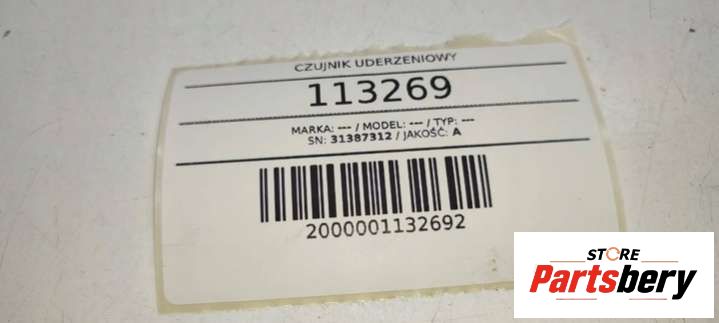 CZUJNIK UDERZENIOWY
113269
MARKA: --- / MODEL: --- / TYP: ---
SN: 31387312 / JAKOŚĆ: A
2000001132692
STORE
Partsbery